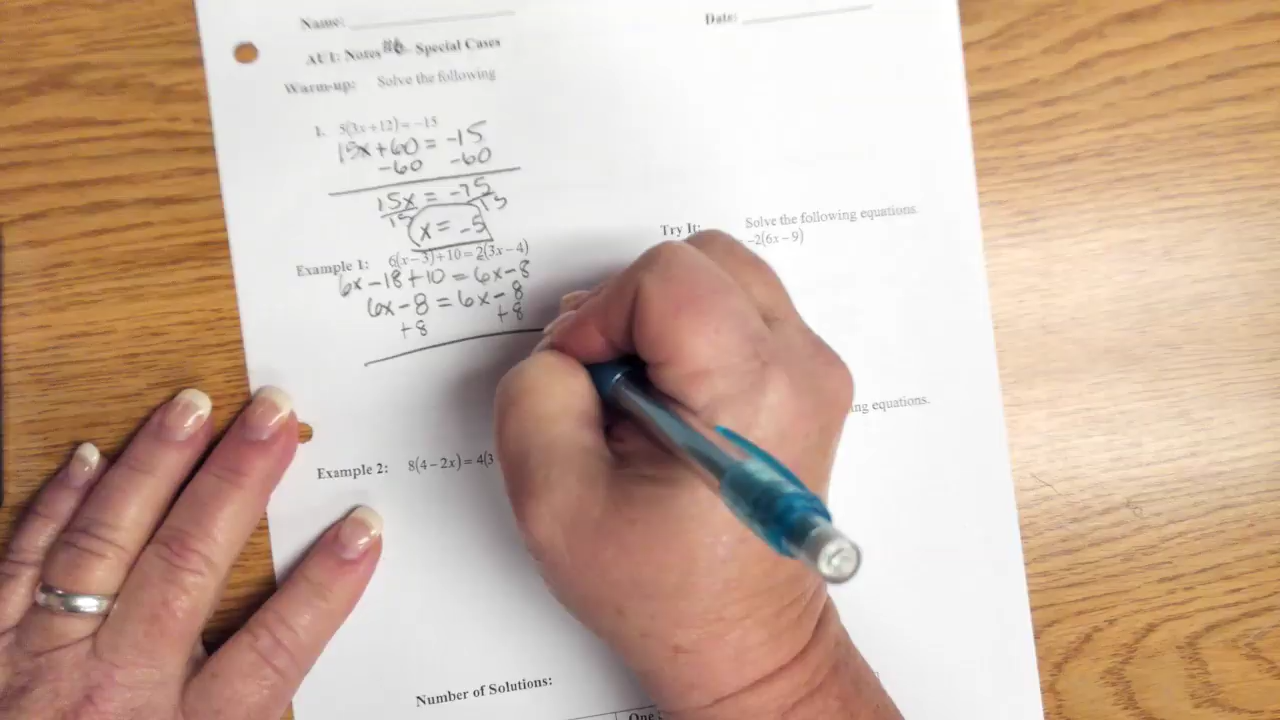 Name: Date:
AU1: Notes #6 Special Cases
Warm-up: Solve the following
1. 5(3x+12) = -15
15x + 60 = -15
-60 -60
15x = -75
15 15
x = -5
Example 1: 6(x-3)+10 = 2(3x-4)
6x - 18 + 10 = 6x - 8
6x - 8 = 6x - 8
+8 +8
Example 2: 8(4-2x) = 4(3
Number of Solutions:
One
Try It: Solve the following equations.
-2(6x-9)
equations.